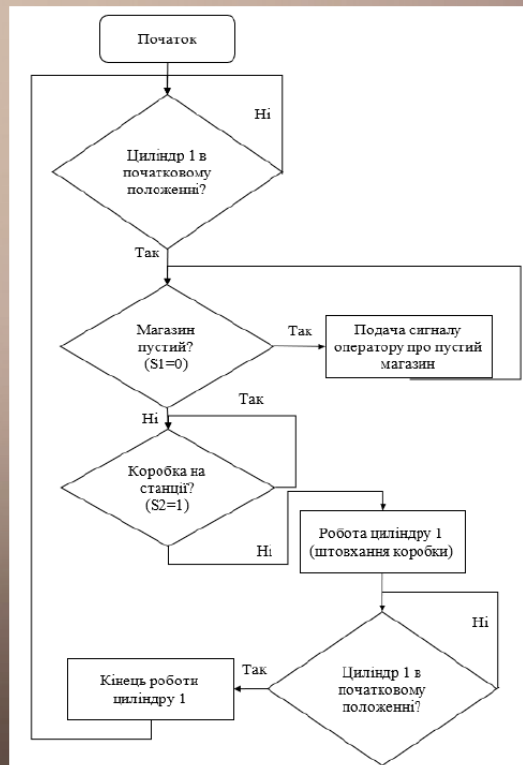 Початок
Ні
Циліндр 1 в
початковому
положенні?
Так
Магазин
пустий?
(S1=0)
Так
Подача сигналу
оператору про пустий
магазин
Ні
Так
Коробка на
станції?
(S2=1)
Ні
Робота циліндру 1
(штовхання коробки)
Ні
Циліндр 1 в
початковому
положенні?
Так
Кінець роботи
циліндру 1